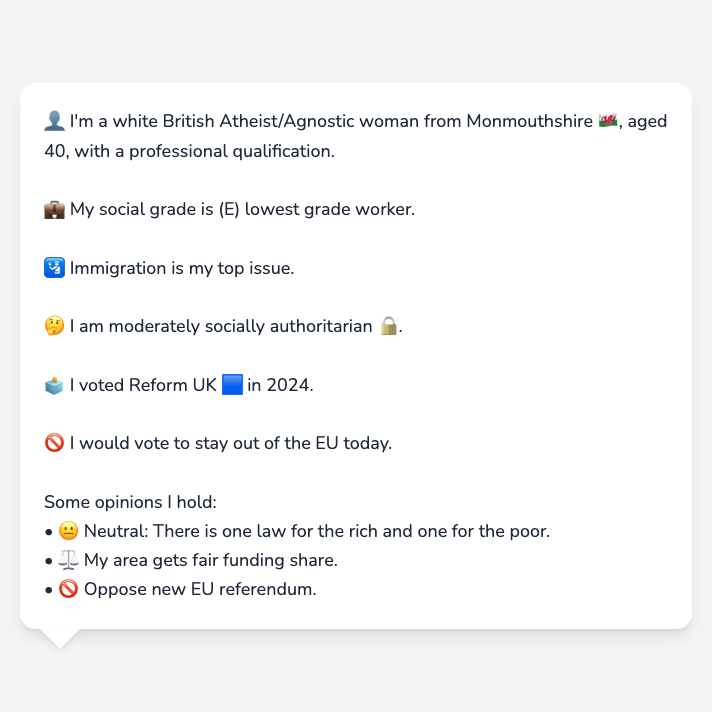 👤 I'm a white British Atheist/Agnostic woman from Monmouthshire 🏴󠁧󠁢󠁷󠁬󠁳󠁿, aged
40, with a professional qualification.
💼 My social grade is (E) lowest grade worker.
🛂 Immigration is my top issue.
🤔 I am moderately socially authoritarian 🔒.
🗳️ I voted Reform UK 🟦 in 2024.
🚫 I would vote to stay out of the EU today.
Some opinions I hold:
• 😐 Neutral: There is one law for the rich and one for the poor.
• ⚖️ My area gets fair funding share.
• 🚫 Oppose new EU referendum.